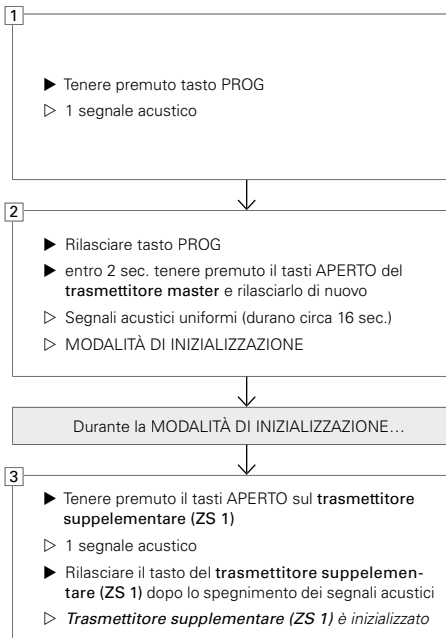 1
▶ Tenere premuto tasto PROG
▷ 1 segnale acustico
2
▶ Rilasciare tasto PROG
▶ entro 2 sec. tenere premuto il tasti APERTO del
trasmettitore master e rilasciarlo di nuovo
▷ Segnali acustici uniformi (durano circa 16 sec.)
▷ MODALITÀ DI INIZIALIZZAZIONE
Durante la MODALITÀ DI INIZIALIZZAZIONE…
3
▶ Tenere premuto il tasti APERTO sul trasmettitore
suppelementare (ZS 1)
▷ 1 segnale acustico
▶ Rilasciare il tasto del trasmettitore suppelemen-
tare (ZS 1) dopo lo spegnimento dei segnali acustici
▷ Trasmettitore supplementare (ZS 1) è inizializzato